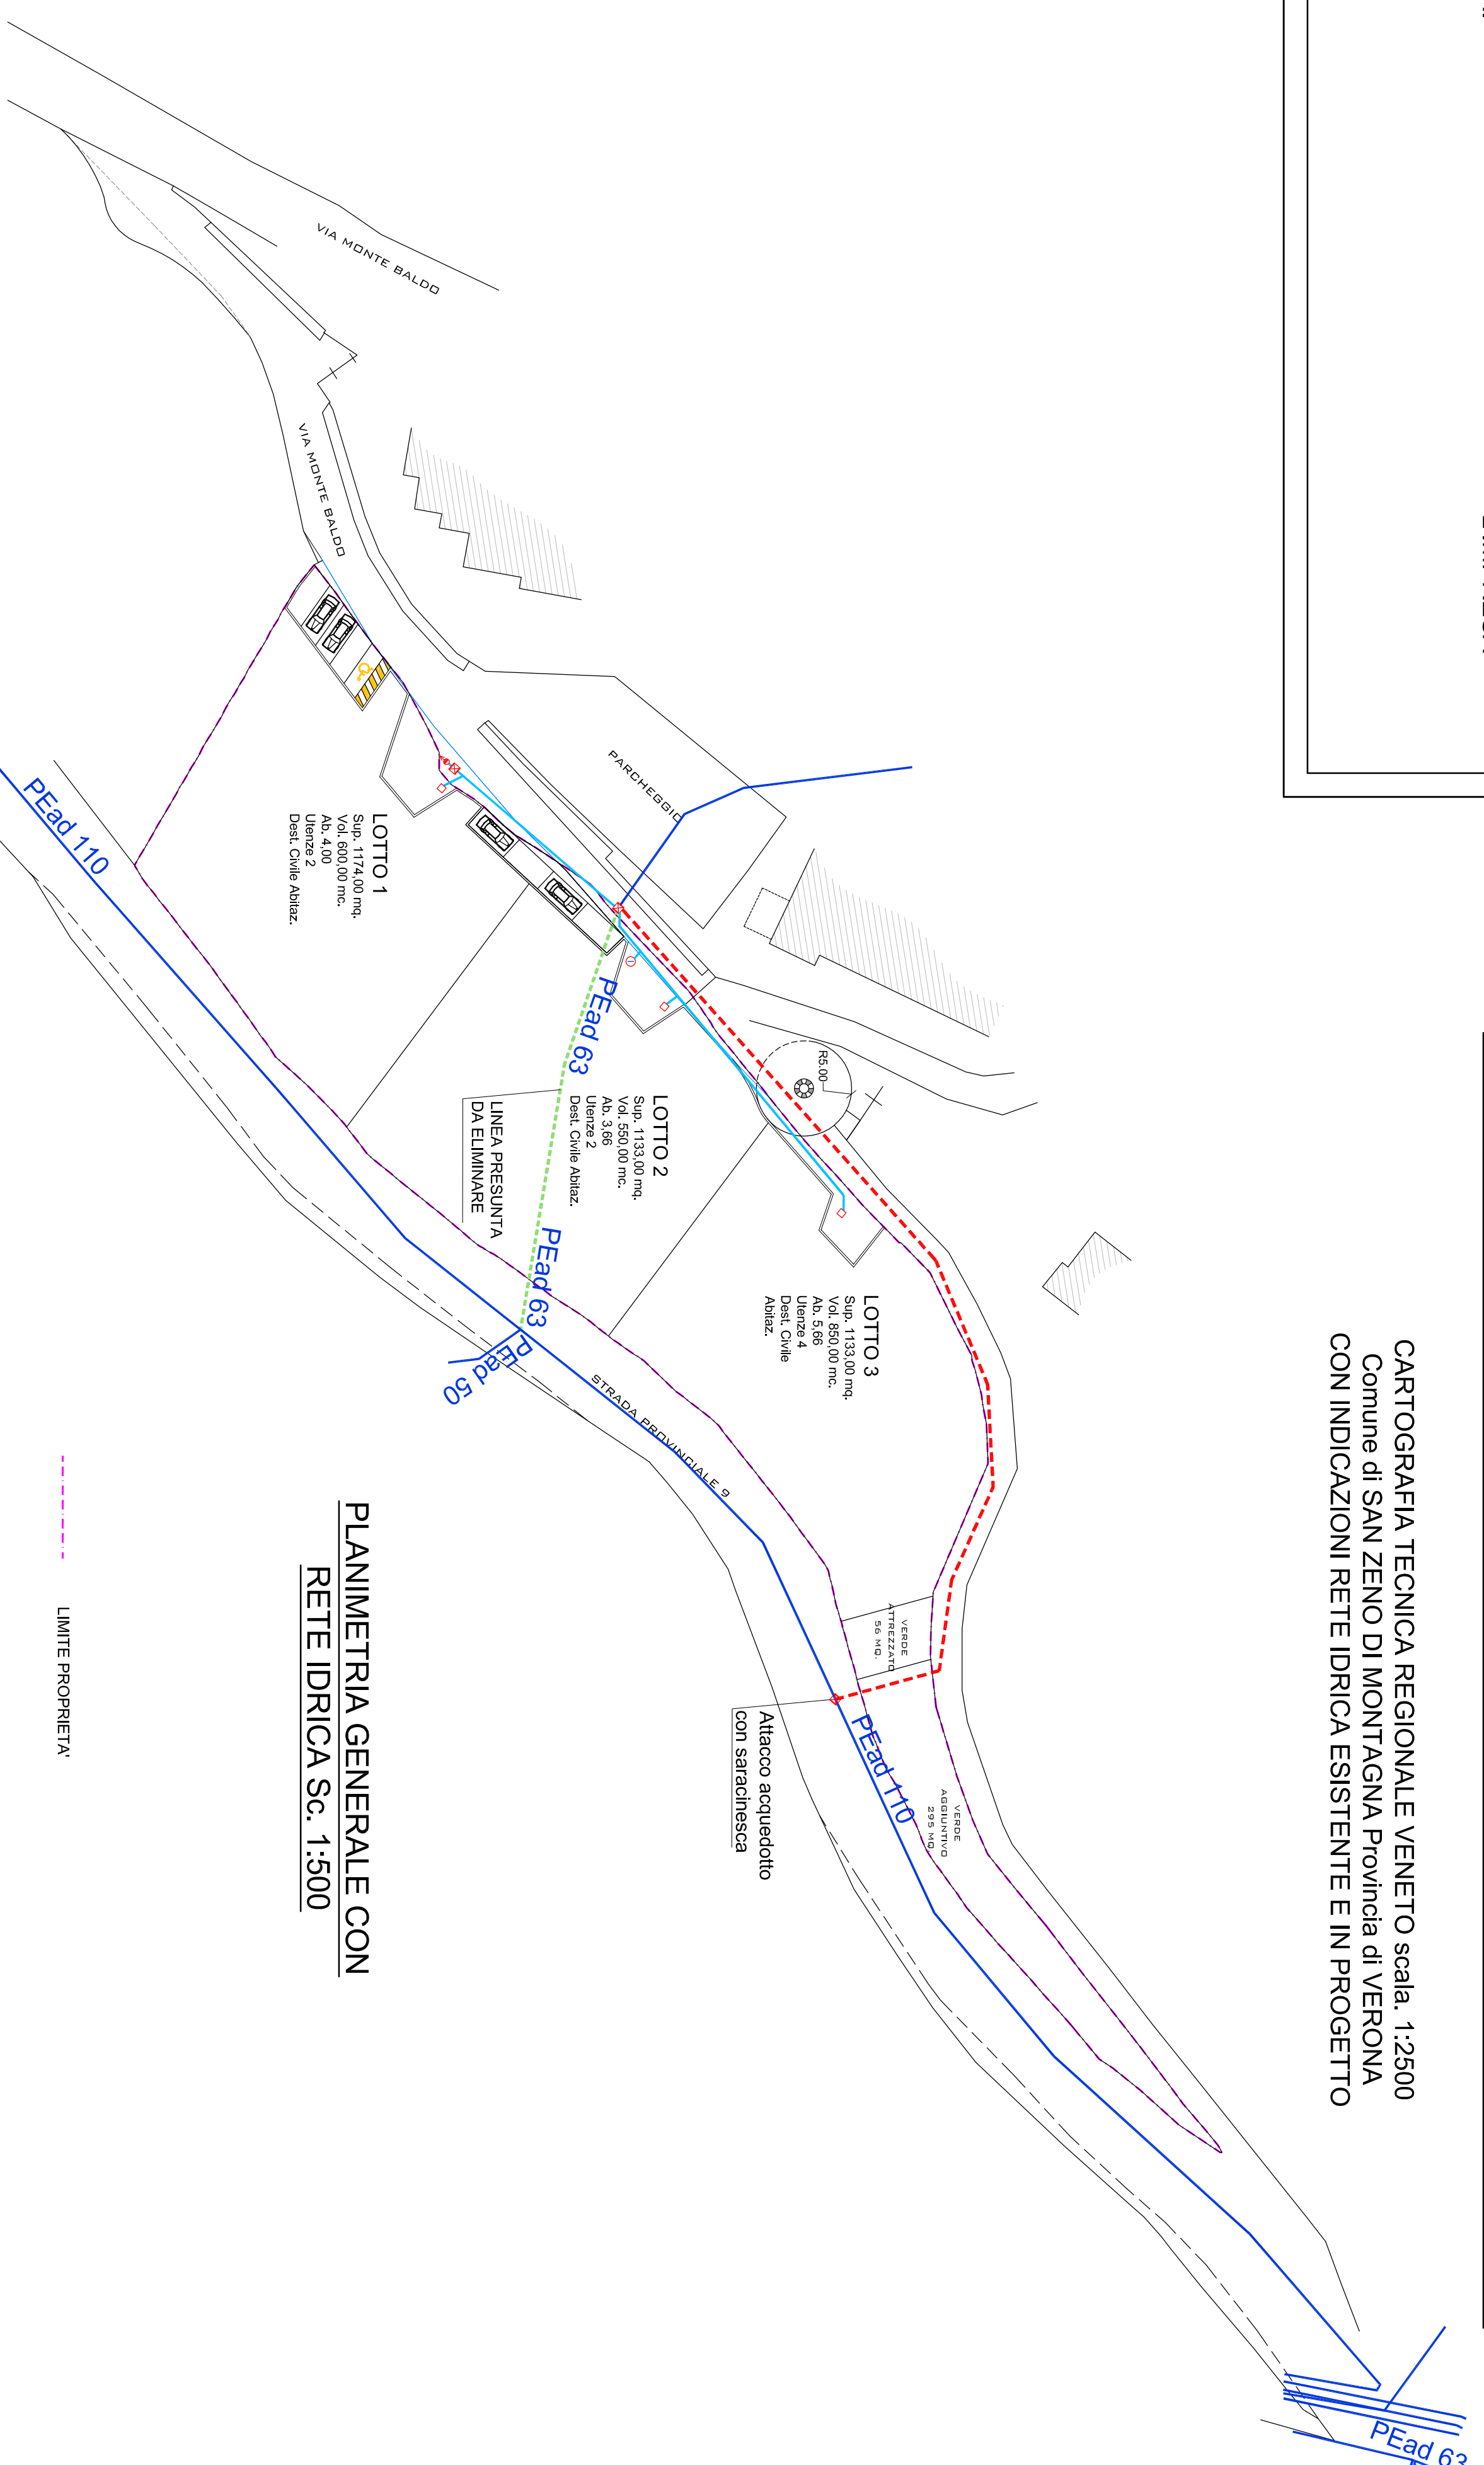 CARTOGRAFIA TECNICA REGIONALE VENETO scala. 1:2500
Comune di SAN ZENO DI MONTAGNA Provincia di VERONA
CON INDICAZIONI RETE IDRICA ESISTENTE E IN PROGETTO
VIA MONTE BALDO
VIA MONTE BALDO
PARCHEGGIO
R5.00
LOTTO 1
Sup. 1174,00 mq.
Vol. 600,00 mc.
Ab. 4,00
Utenze 2
Dest. Civile Abitaz.
LOTTO 2
Sup. 1133,00 mq.
Vol. 550,00 mc.
Ab. 3,66
Utenze 2
Dest. Civile Abitaz.
LOTTO 3
Sup. 1133,00 mq.
Vol. 850,00 mc.
Ab. 5,66
Utenze 4
Dest. Civile
Abitaz.
PEad 110
PEad 63
PEad 63
PEad 50
LINEA PRESUNTA
DA ELIMINARE
STRADA PROVINCIALE 9
VERDE
ATTREZZATO
56 MQ.
VERDE
AGGIUNTIVO
295 MQ
PEad 110
Attacco acquedotto
con saracinesca
PEad 63
PLANIMETRIA GENERALE CON
RETE IDRICA Sc. 1:500
LIMITE PROPRIETA'